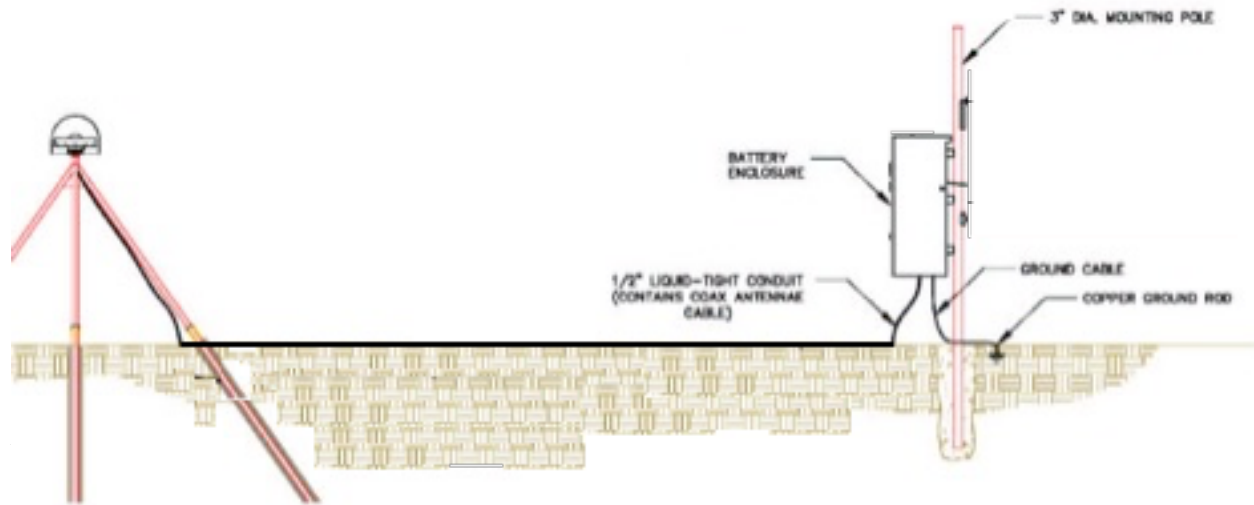 3" DIA. MOUNTING POLE
BATTERY
ENCLOSURE
1/2" LIQUID-TIGHT CONDUIT
(CONTAINS COAX ANTENNAE
CABLE)
GROUND CABLE
COPPER GROUND ROD